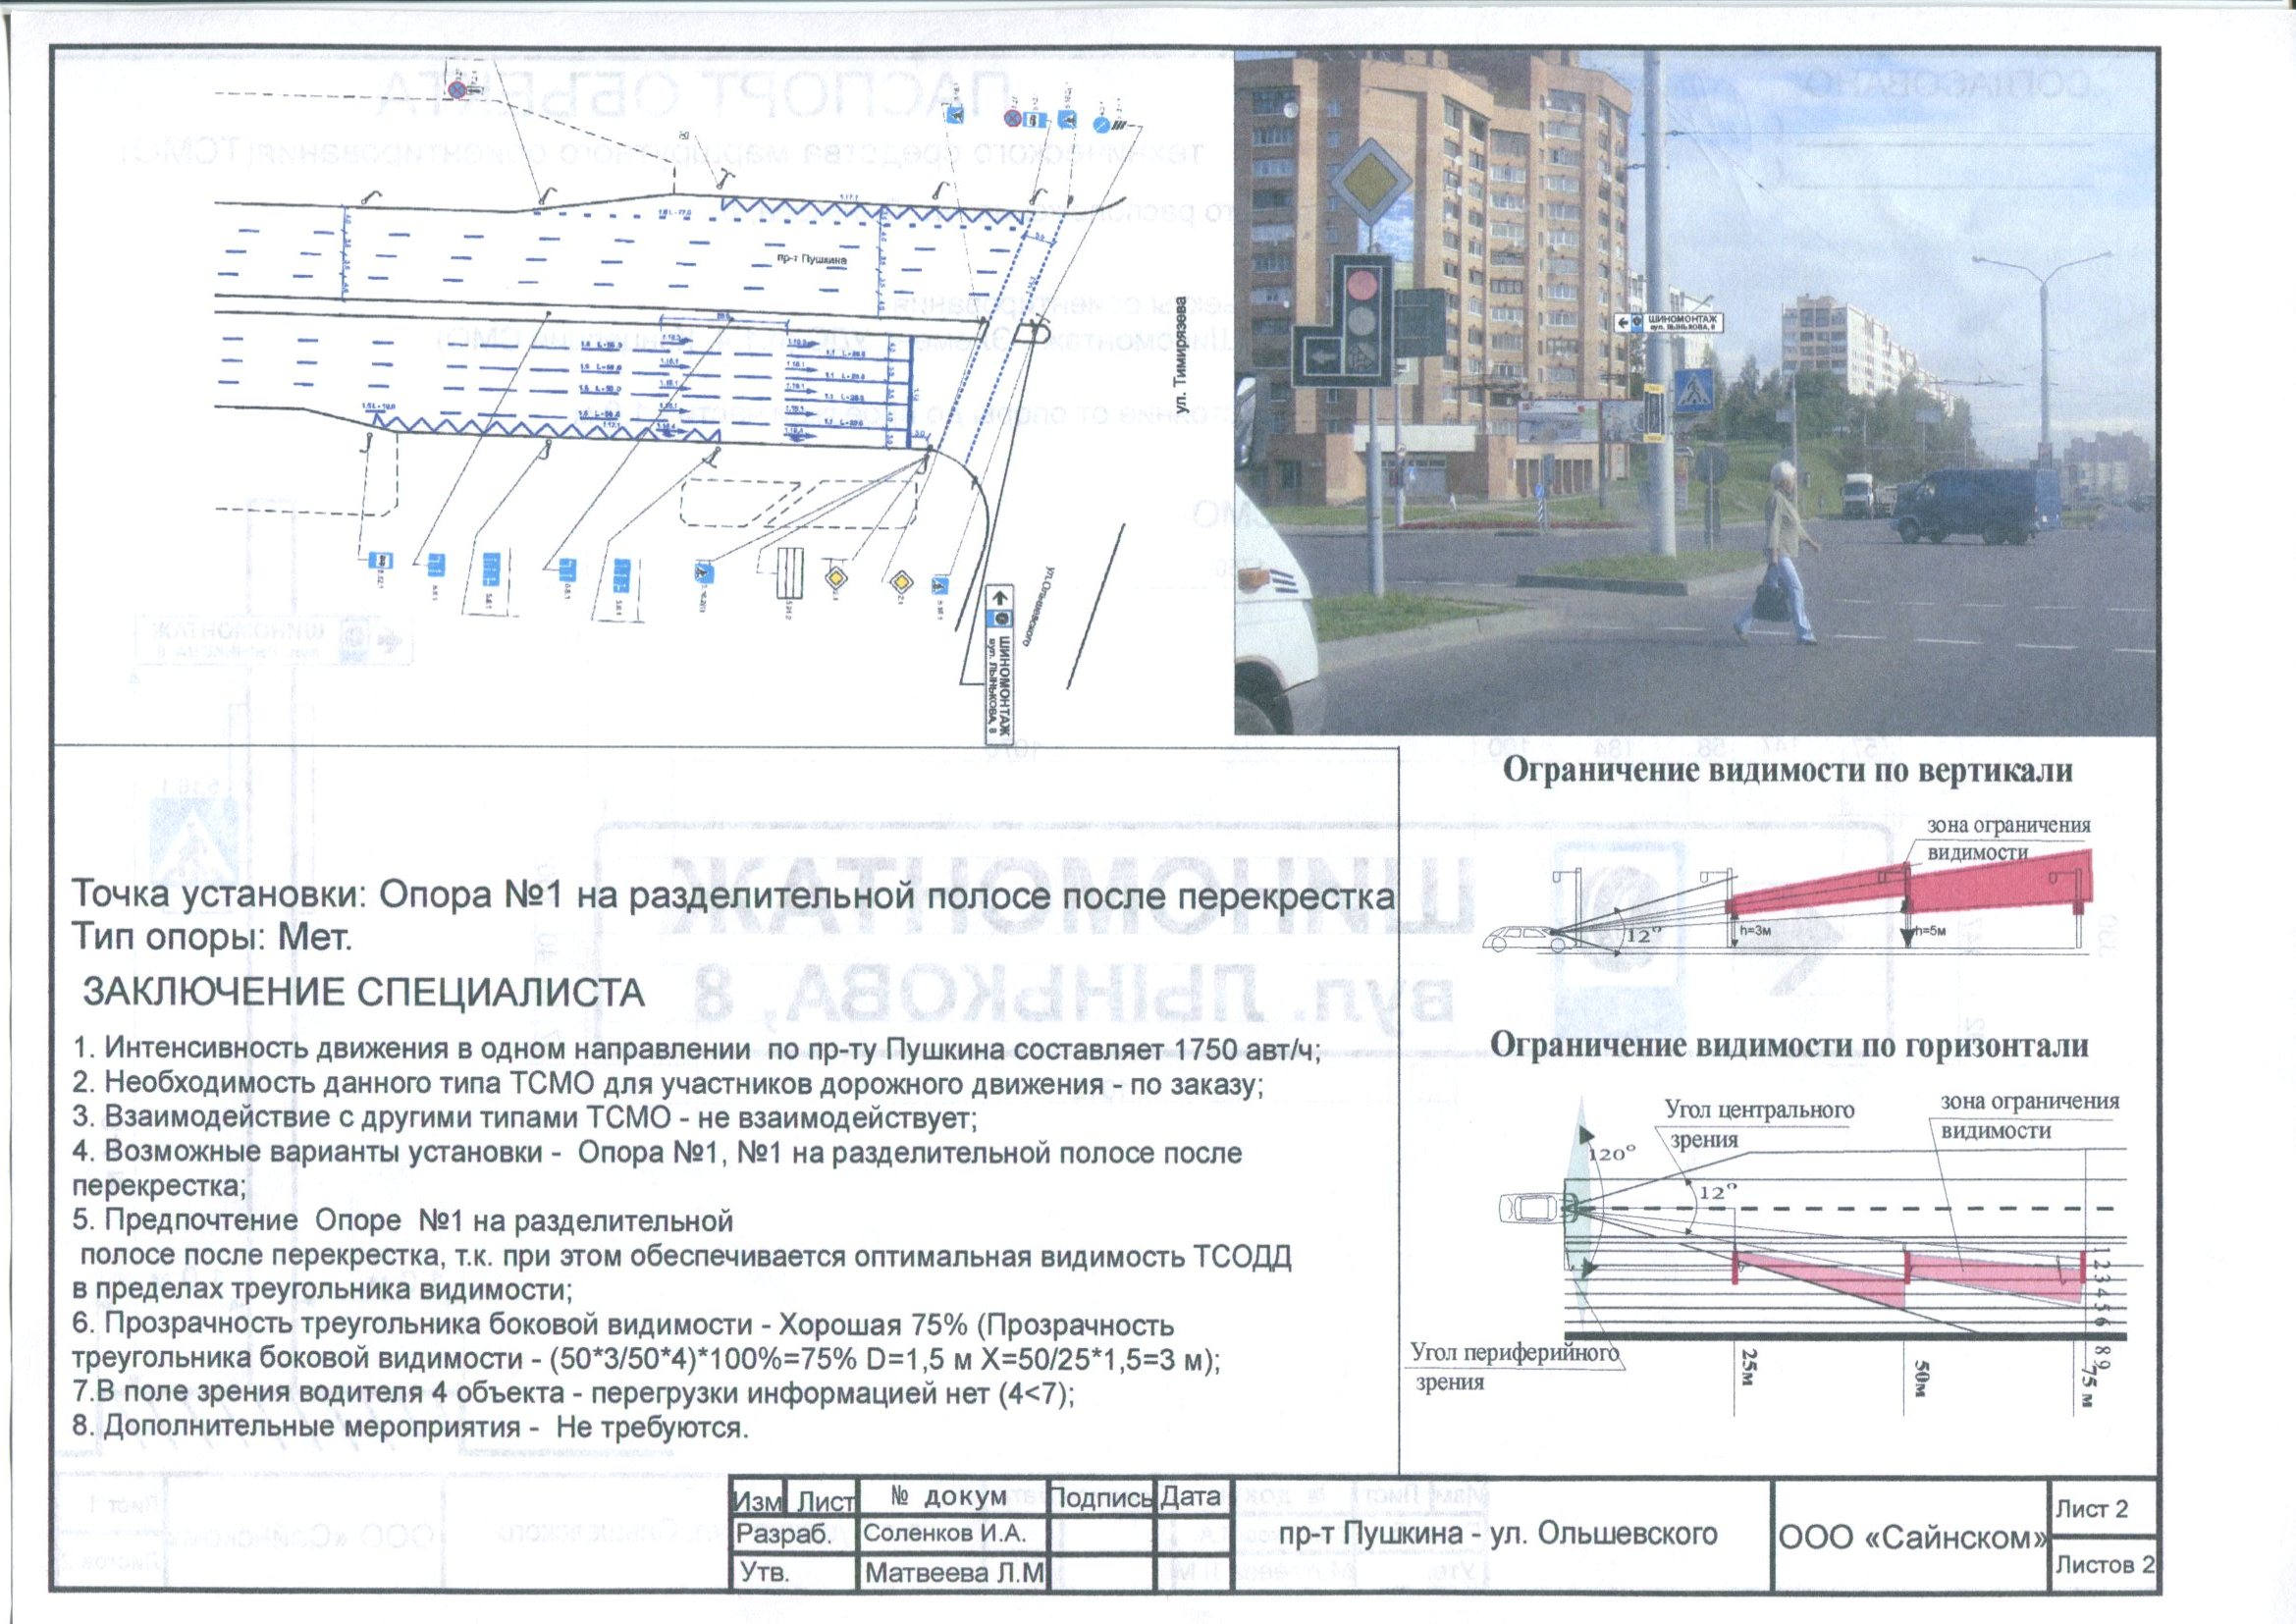 пр-т Пушкина
ул. Тимирязева
ул.Ольшевского
ШИНОМОНТАЖ
вул. ЛЫНЬКОВА, 8
ШИНОМОНТАЖ
вул. ЛЫНЬКОВА, 8
Точка установки: Опора №1 на разделительной полосе после перекрестка
Тип опоры: Мет.
ЗАКЛЮЧЕНИЕ СПЕЦИАЛИСТА
1. Интенсивность движения в одном направлении по пр-ту Пушкина составляет 1750 авт/ч;
2. Необходимость данного типа ТСМО для участников дорожного движения - по заказу;
3. Взаимодействие с другими типами ТСМО - не взаимодействует;
4. Возможные варианты установки - Опора №1, №1 на разделительной полосе после
перекрестка;
5. Предпочтение Опоре №1 на разделительной
полосе после перекрестка, т.к. при этом обеспечивается оптимальная видимость ТСОДД
в пределах треугольника видимости;
6. Прозрачность треугольника боковой видимости - Хорошая 75% (Прозрачность
треугольника боковой видимости - (50*3/50*4)*100%=75% D=1,5 м X=50/25*1,5=3 м);
7.В поле зрения водителя 4 объекта - перегрузки информацией нет (4<7);
8. Дополнительные мероприятия - Не требуются.
Ограничение видимости по вертикали
зона ограничения
видимости
12°
h=3м
h=5м
Ограничение видимости по горизонтали
Угол центрального
зрения
зона ограничения
видимости
120°
12°
1 2 3 4 5 6
8 9
Угол периферийного
зрения
25м
50м
75 м
Изм Лист № докум Подпись Дата
Разраб. Солёнков И.А.
Утв. Матвеева Л.М
пр-т Пушкина - ул. Ольшевского
ООО «Сайнском»
Лист 2
Листов 2